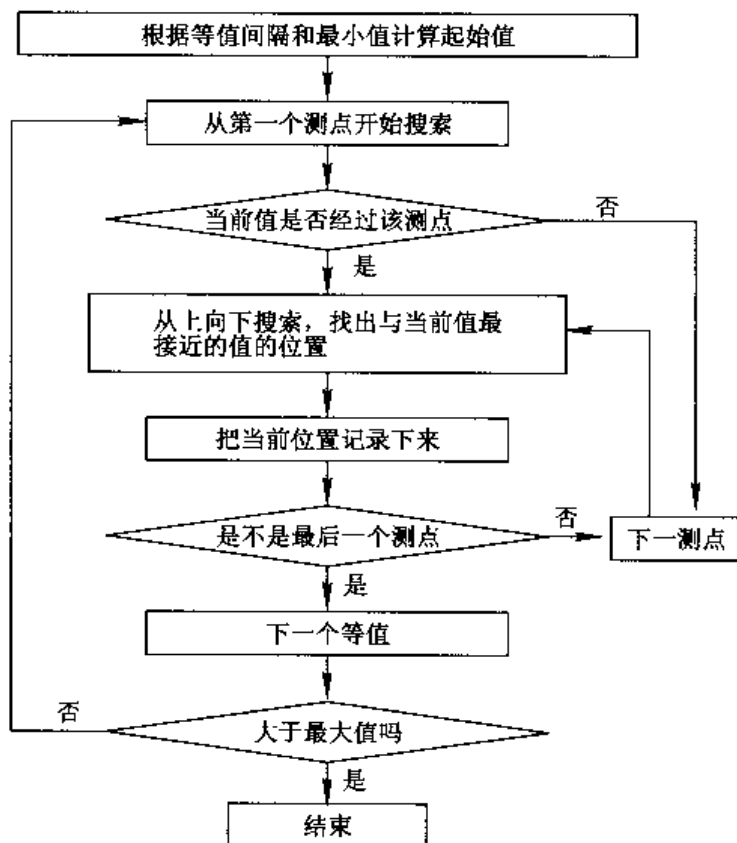 根据等值间隔和最小值计算起始值
从第一个测点开始搜索
当前值是否经过该测点
否
是
从上向下搜索，找出与当前值最
接近的值的位置
把当前位置记录下来
是不是最后一个测点
否
下一测点
是
下一个等值
大于最大值吗
否
是
结束